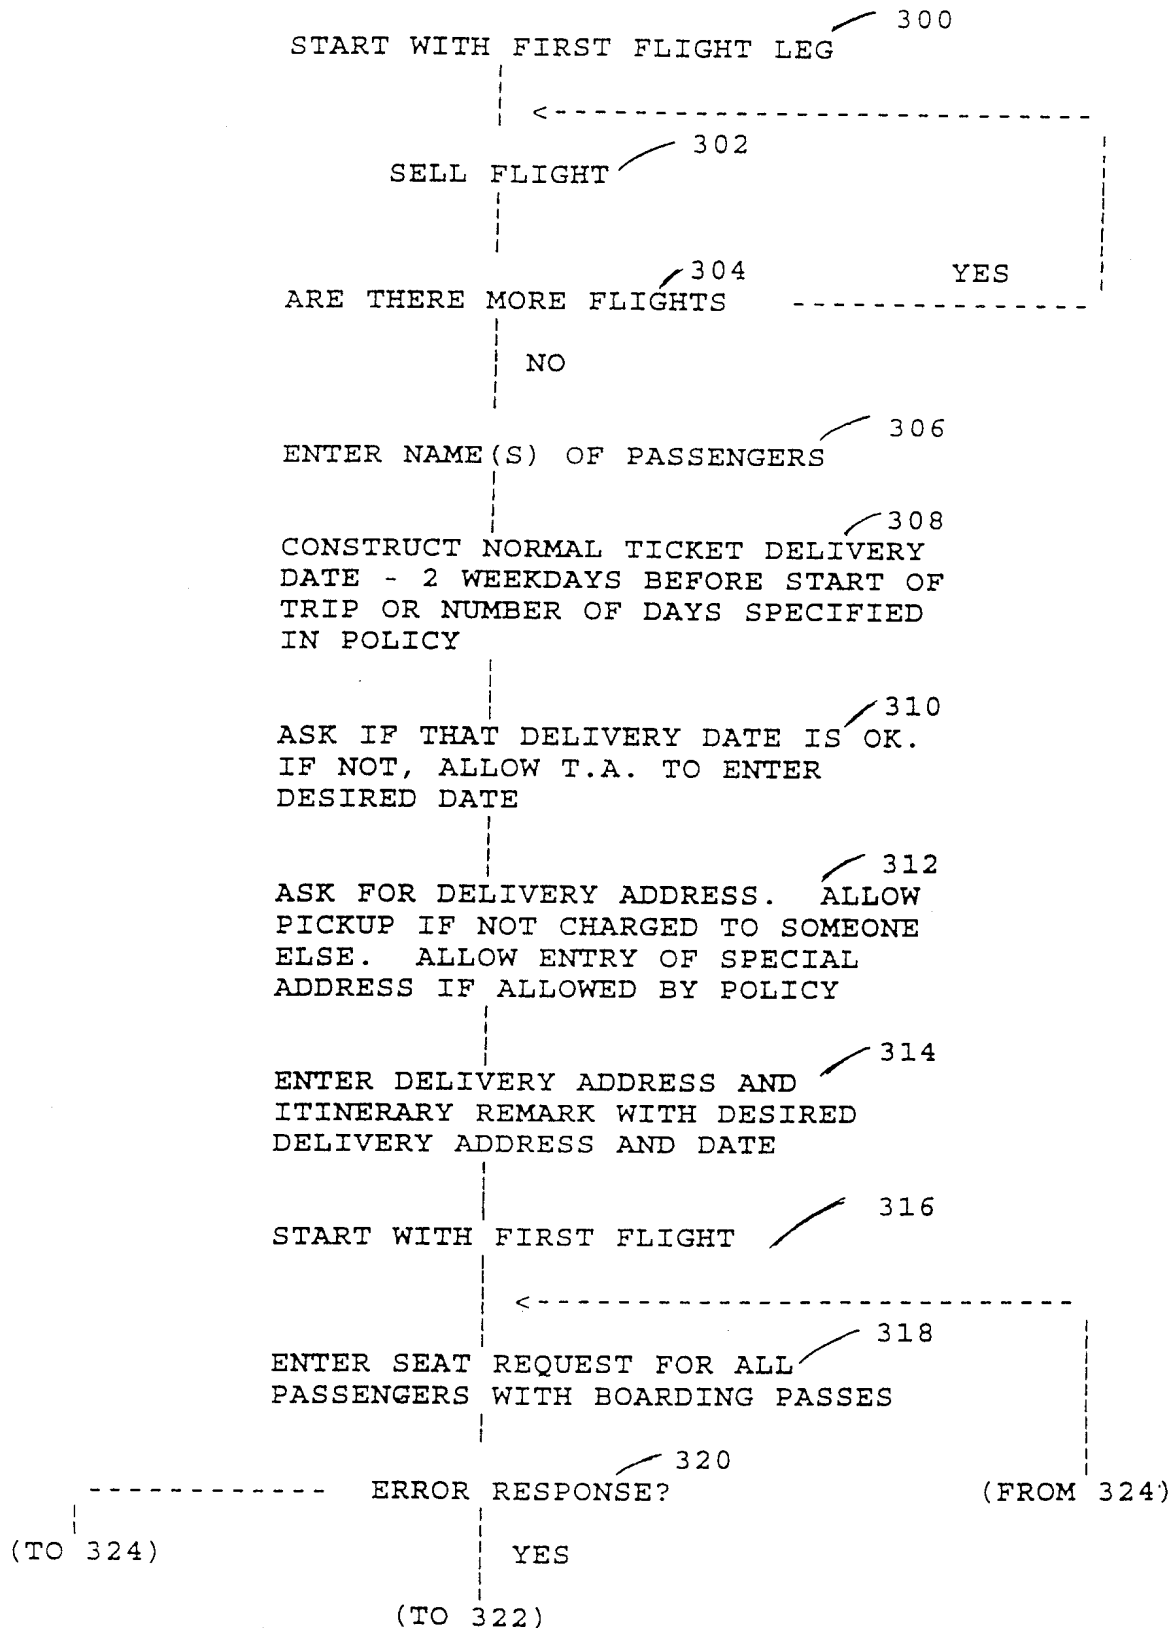 300
START WITH FIRST FLIGHT LEG
302
SELL FLIGHT
304
YES
ARE THERE MORE FLIGHTS
NO
306
ENTER NAME(S) OF PASSENGERS
308
CONSTRUCT NORMAL TICKET DELIVERY
DATE - 2 WEEKDAYS BEFORE START OF
TRIP OR NUMBER OF DAYS SPECIFIED
IN POLICY
310
ASK IF THAT DELIVERY DATE IS OK.
IF NOT, ALLOW T.A. TO ENTER
DESIRED DATE
312
ASK FOR DELIVERY ADDRESS. ALLOW
PICKUP IF NOT CHARGED TO SOMEONE
ELSE. ALLOW ENTRY OF SPECIAL
ADDRESS IF ALLOWED BY POLICY
314
ENTER DELIVERY ADDRESS AND
ITINERARY REMARK WITH DESIRED
DELIVERY ADDRESS AND DATE
316
START WITH FIRST FLIGHT
318
ENTER SEAT REQUEST FOR ALL
PASSENGERS WITH BOARDING PASSES
320
ERROR RESPONSE?
(FROM 324)
(TO 324)
YES
(TO 322)